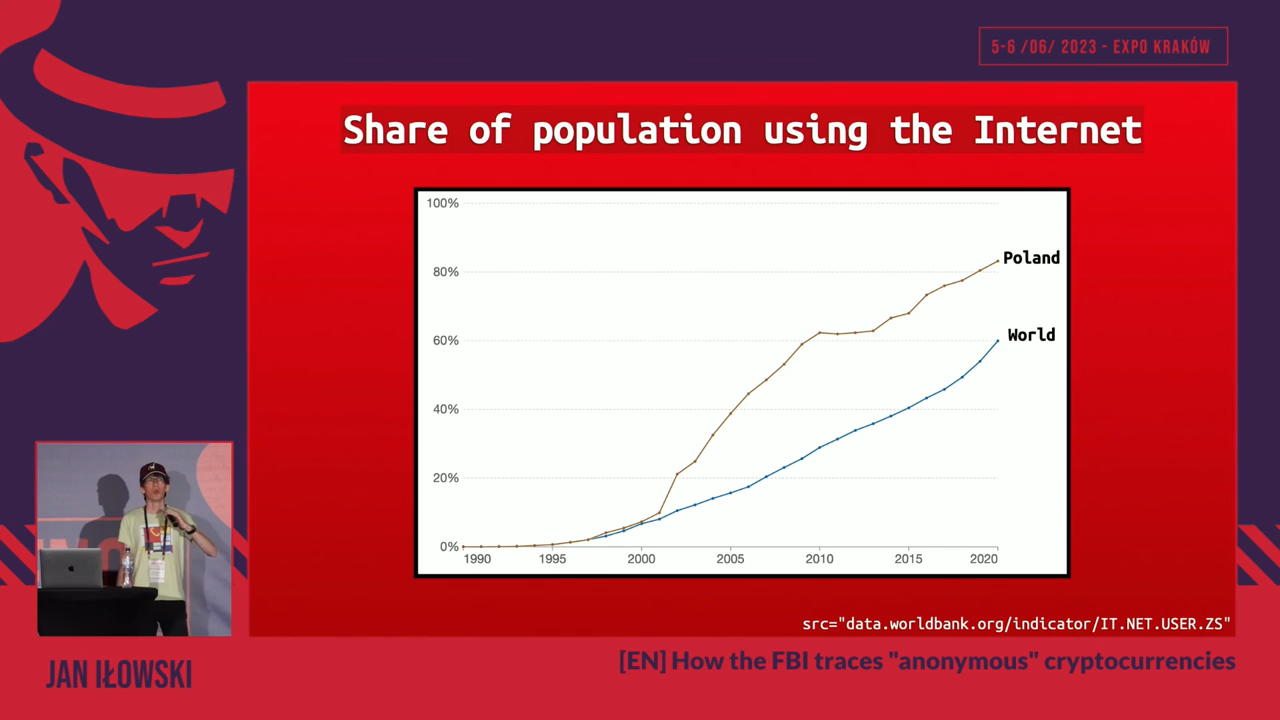 5-6 /06/ 2023 - EXPO KRAKÓW
Share of population using the Internet
100%
80%
60%
40%
20%
0%
Poland
World
1990
1995
2000
2005
2010
2015
2020
src="data.worldbank.org/indicator/IT.NET.USER.ZS"
JAN IŁOWSKI
[EN] How the FBI traces "anonymous" cryptocurrencies